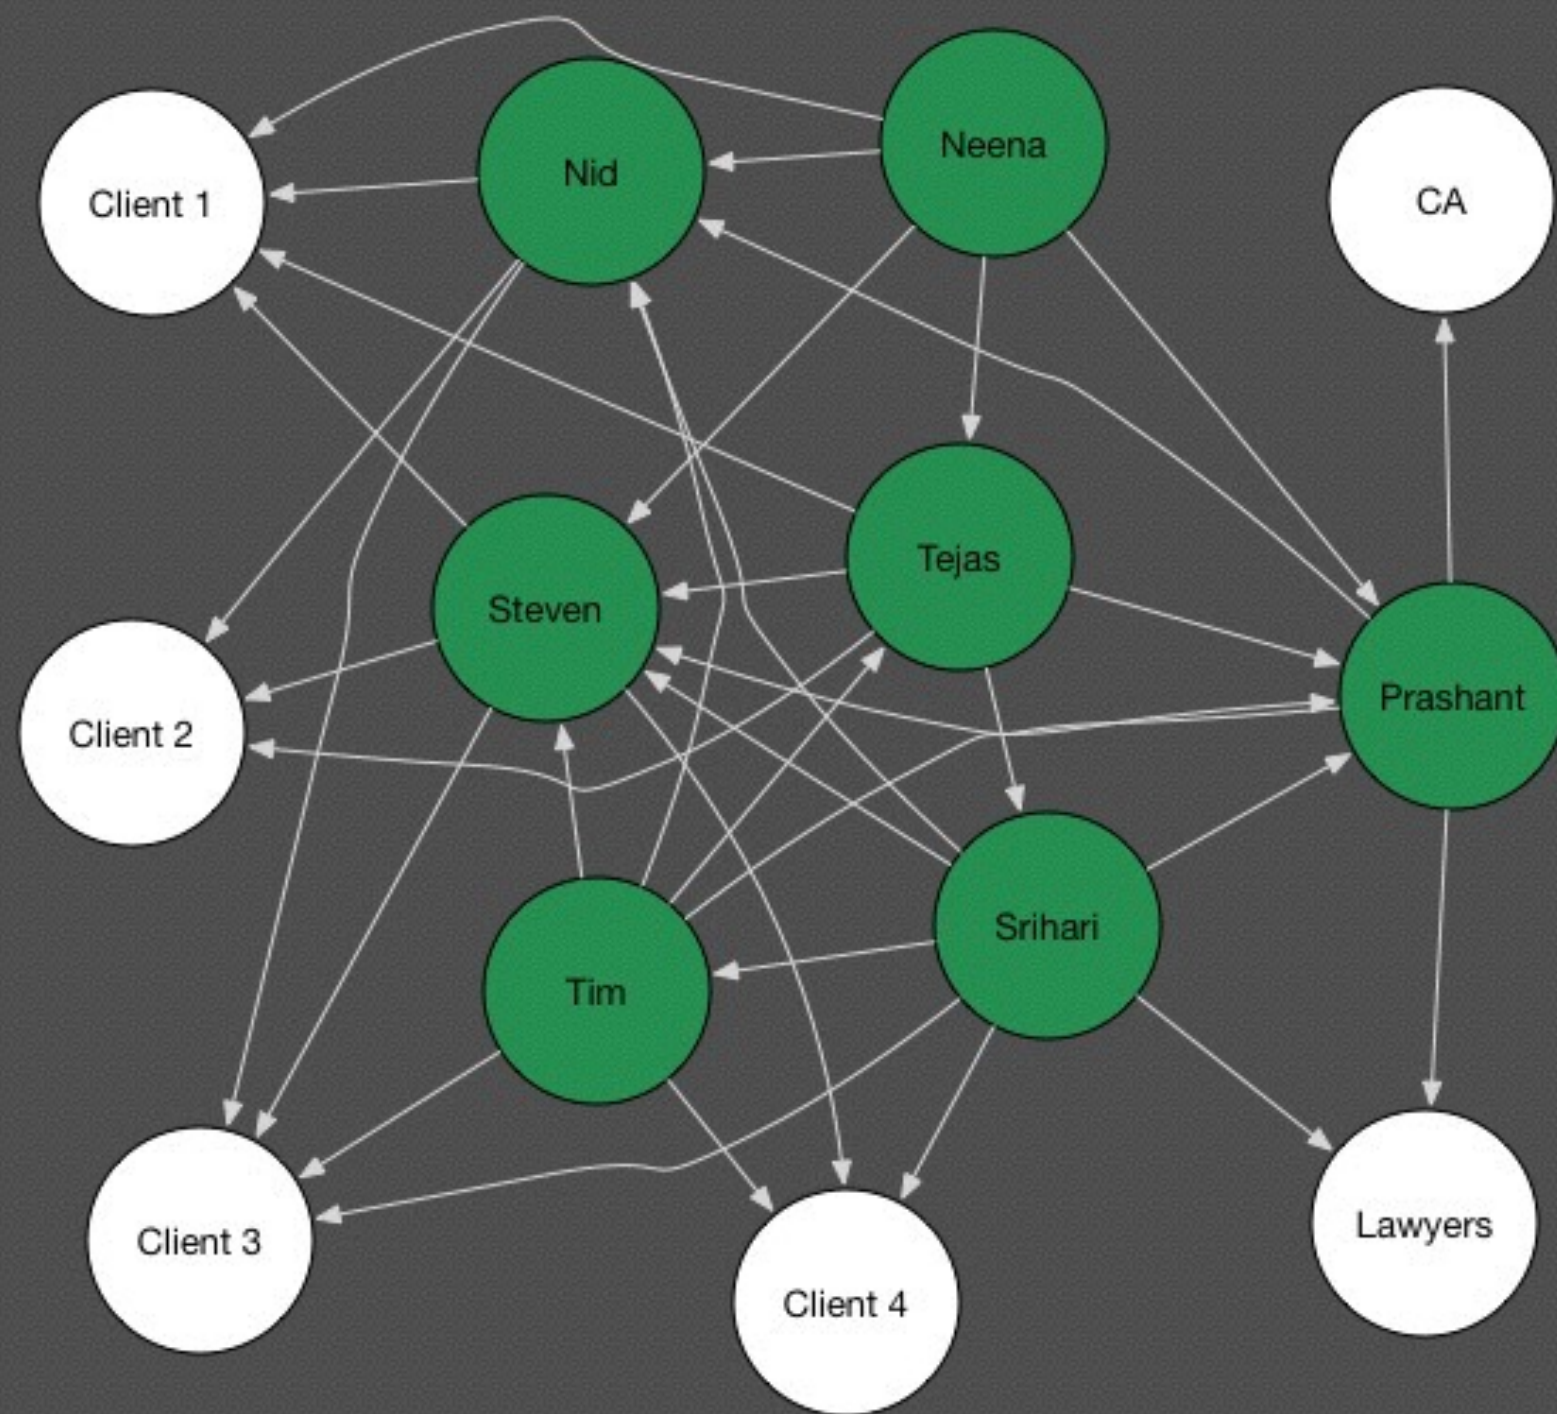 Neena
Nid
CA
Client 1
Tejas
Steven
Prashant
Client 2
Srihari
Tim
Lawyers
Client 3
Client 4